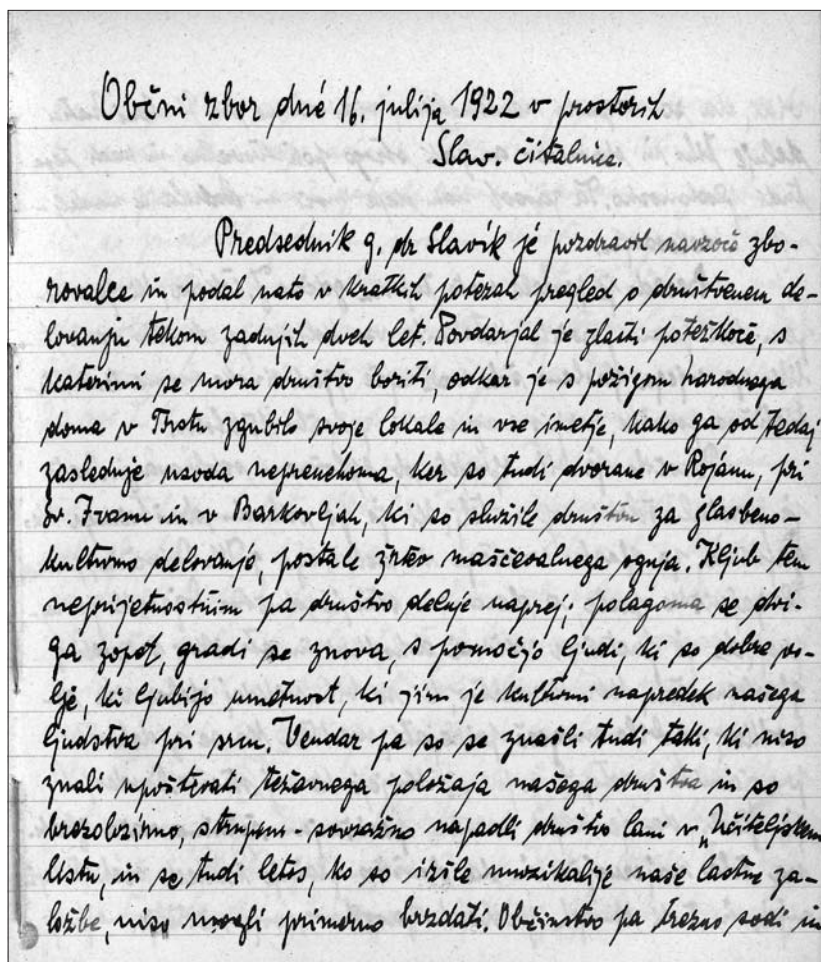 Občni zbor dné 16. julija 1922 v prostorih
Slav. čitalnice.
Predsednik g. dr Slavik je pozdravil navzoče zbo-
rovalce in podal nato v kratkih potezah pregled o društvenem de-
lovanju tekom zadnjih dveh let. Povdarjal je zlasti potežkoče, s
katerimi se mora društvo boriti, odkar je s požigom narodnega
doma v Trstu zgubilo svoje lokale in vse imetje, kako ga od tedaj
zasleduje usoda neprenehoma, ker so tudi dvorane v Rojanu, pri
Sv. Ivanu in v Barkovljah, ki so služile društvu za glasbeno-
kulturno delovanje, postale žrtev maščevalnega ognja. Kljub tem
neprijetnostim pa društvo deluje naprej; polagoma se dvi-
ga zopet, gradi se znova, s pomočjo ljudi, ki so dobre vo-
lje, ki ljubijo umetnost, ki jim je kulturni napredek našega
ljudstva pri srcu. Vendar pa so se znašli tudi taki, ki niso
znali upoštevati težavnega položaja našega društva in so
brezobzirno, strupeno-sovražno napadli društvo lani v „Učiteljskem
listu, in se tudi letos, ko so izišle muzikalije naše lastne za-
ložbe, niso mogli primerno brzdati. Občinstvo pa trezno sodi in